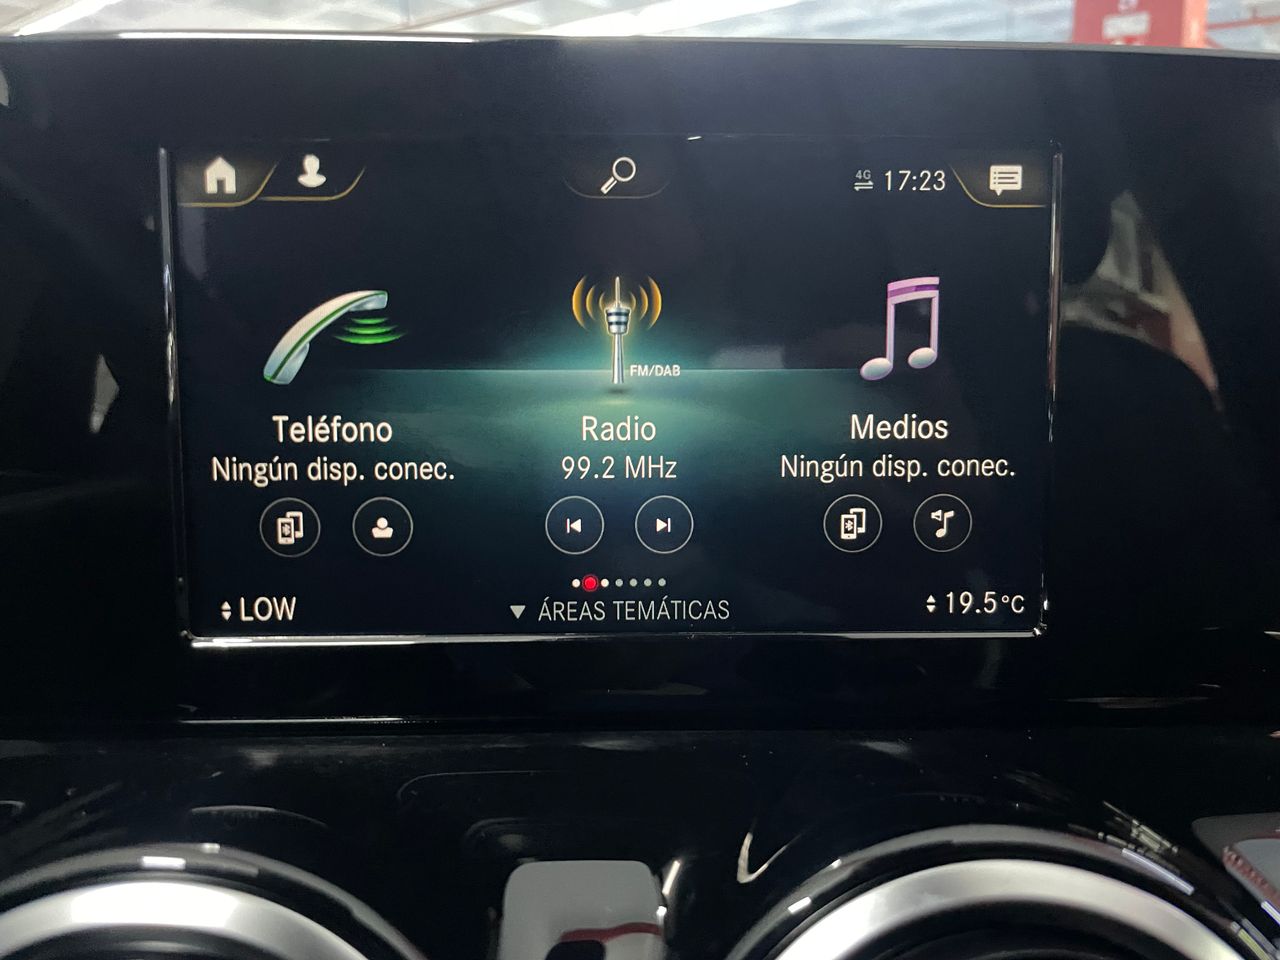 4G 17:23
FM/DAB
Teléfono
Ningún disp. conec.
Radio
99.2 MHz
Medios
Ningún disp. conec.
LOW
▼ ÁREAS TEMÁTICAS
19.5°C